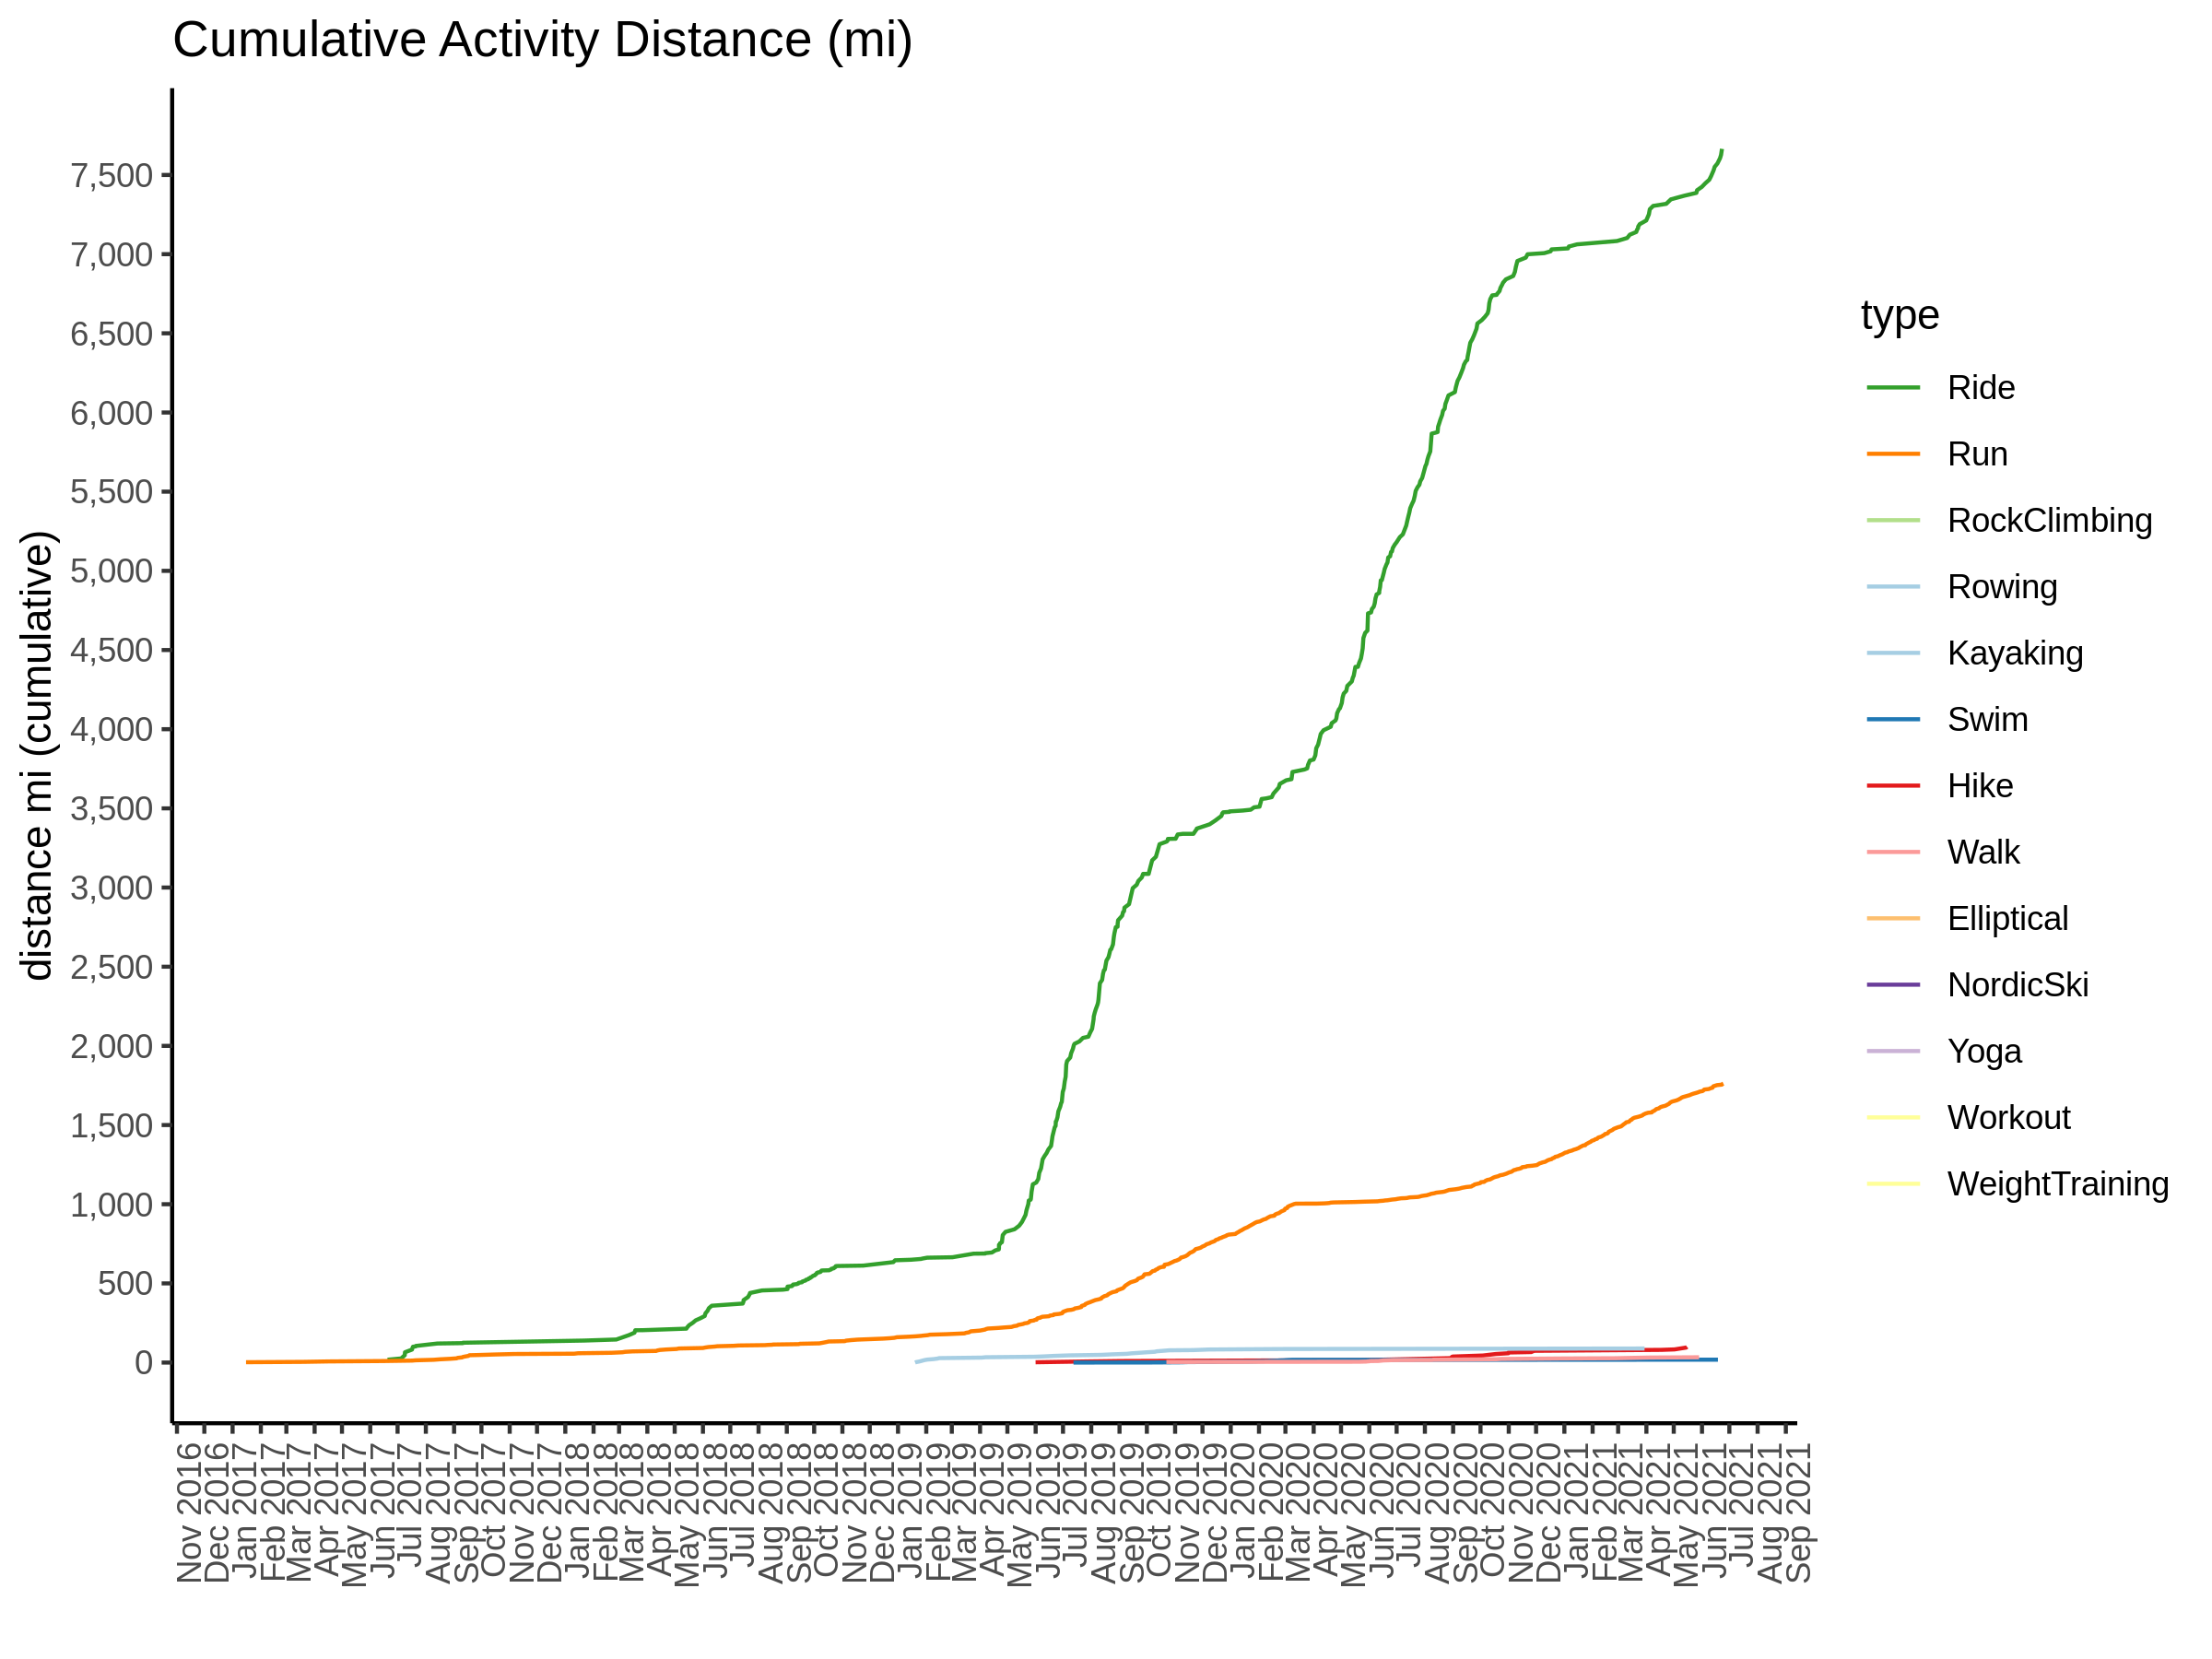 Cumulative Activity Distance (mi)
distance mi (cumulative)
7,500
7,000
6,500
6,000
5,500
5,000
4,500
4,000
3,500
3,000
2,500
2,000
1,500
1,000
500
0
Nov 2016
Dec 2016
Jan 2017
Feb 2017
Mar 2017
Apr 2017
May 2017
Jun 2017
Jul 2017
Aug 2017
Sep 2017
Oct 2017
Nov 2017
Dec 2017
Jan 2018
Feb 2018
Mar 2018
Apr 2018
May 2018
Jun 2018
Jul 2018
Aug 2018
Sep 2018
Oct 2018
Nov 2018
Dec 2018
Jan 2019
Feb 2019
Mar 2019
Apr 2019
May 2019
Jun 2019
Jul 2019
Aug 2019
Sep 2019
Oct 2019
Nov 2019
Dec 2019
Jan 2020
Feb 2020
Mar 2020
Apr 2020
May 2020
Jun 2020
Jul 2020
Aug 2020
Sep 2020
Oct 2020
Nov 2020
Dec 2020
Jan 2021
Feb 2021
Mar 2021
Apr 2021
May 2021
Jun 2021
Jul 2021
Aug 2021
Sep 2021
type
Ride
Run
RockClimbing
Rowing
Kayaking
Swim
Hike
Walk
Elliptical
NordicSki
Yoga
Workout
WeightTraining